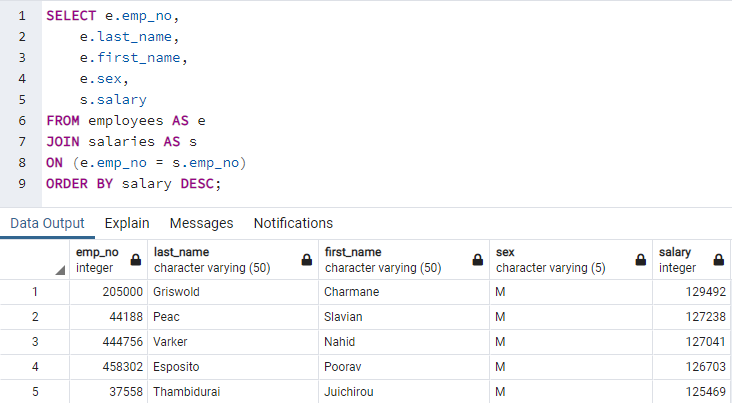 1 SELECT e.emp_no,
2 e.last_name,
3 e.first_name,
4 e.sex,
5 s.salary
6 FROM employees AS e
7 JOIN salaries AS s
8 ON (e.emp_no = s.emp_no)
9 ORDER BY salary DESC;
Data Output Explain Messages Notifications
emp_no last_name first_name sex salary
integer character varying (50) character varying (50) character varying (5) integer
1 205000 Griswold Charmane M 129492
2 44188 Peac Slavian M 127238
3 444756 Varker Nahid M 127041
4 458302 Esposito Poorav M 126703
5 37558 Thambidurai Juichirou M 125469